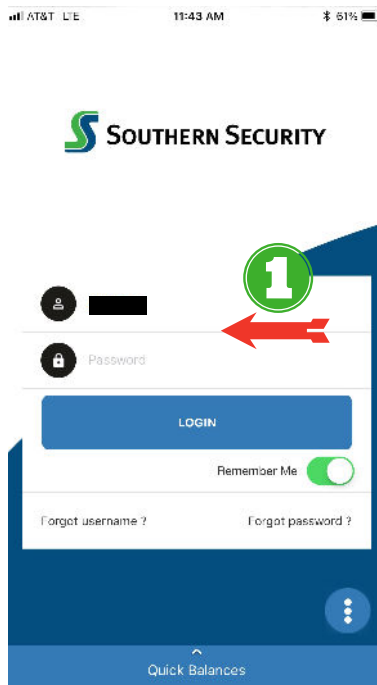 AT&T LTE 11:43 AM 61%
SOUTHERN SECURITY
1
Password
LOGIN
Remember Me
Forgot username ? Forgot password ?
Quick Balances